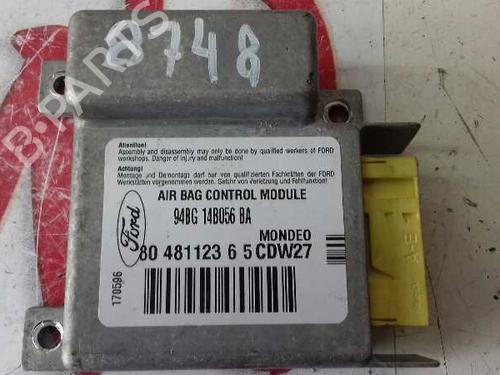 8748
B-PARTS
Attention!
Assembly and disassembly may only be done by qualified workers of FORD
workshops. Danger of injury and malfunction!
Achtung!
Montage und Demontage darf nur von qualifizierten Fachkräften der FORD
Werkstätten vorgenommen werden. Gefahr von Verletzung und Fehlfunktion!
AIR BAG CONTROL MODULE
94BG 14B056 BA
MONDEO
Ford
80 481123 6 5 CDW27
170596
A-B